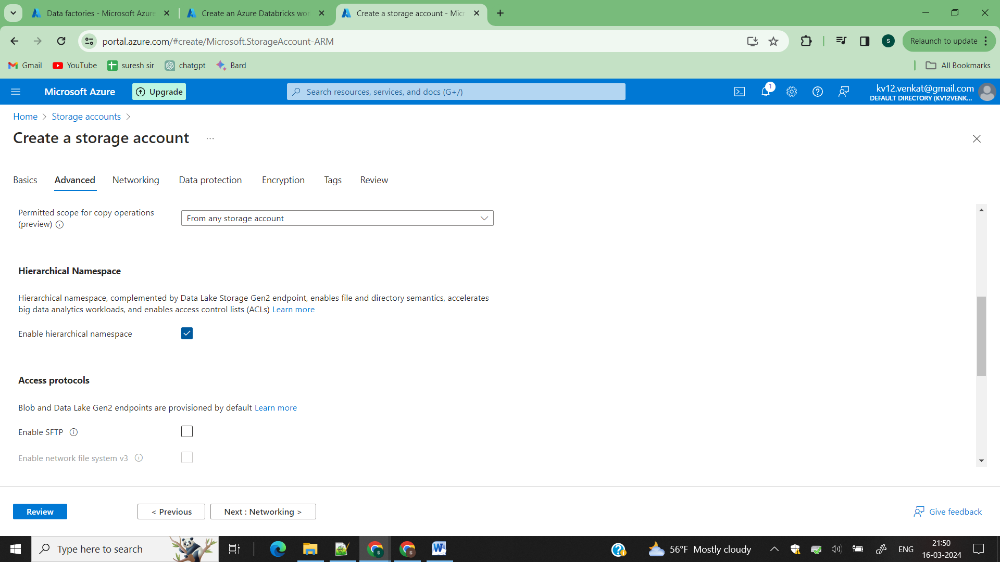 Data factories - Microsoft Azure
Create an Azure Databricks wor
Create a storage account - Micr
portal.azure.com/#create/Microsoft.StorageAccount-ARM
S
Relaunch to update
Gmail
YouTube
suresh sir
chatgpt
Bard
All Bookmarks
Microsoft Azure
Upgrade
Search resources, services, and docs (G+/)
1
kv12.venkat@gmail.com
DEFAULT DIRECTORY (KV12VENK...
Home > Storage accounts >
Create a storage account ...
Basics
Advanced
Networking
Data protection
Encryption
Tags
Review
Permitted scope for copy operations
(preview)
From any storage account
Hierarchical Namespace
Hierarchical namespace, complemented by Data Lake Storage Gen2 endpoint, enables file and directory semantics, accelerates
big data analytics workloads, and enables access control lists (ACLs) Learn more
Enable hierarchical namespace
Access protocols
Blob and Data Lake Gen2 endpoints are provisioned by default Learn more
Enable SFTP
Enable network file system v3
Review
< Previous
Next : Networking >
Give feedback
Type here to search
56°F Mostly cloudy
ENG
21:50
16-03-2024